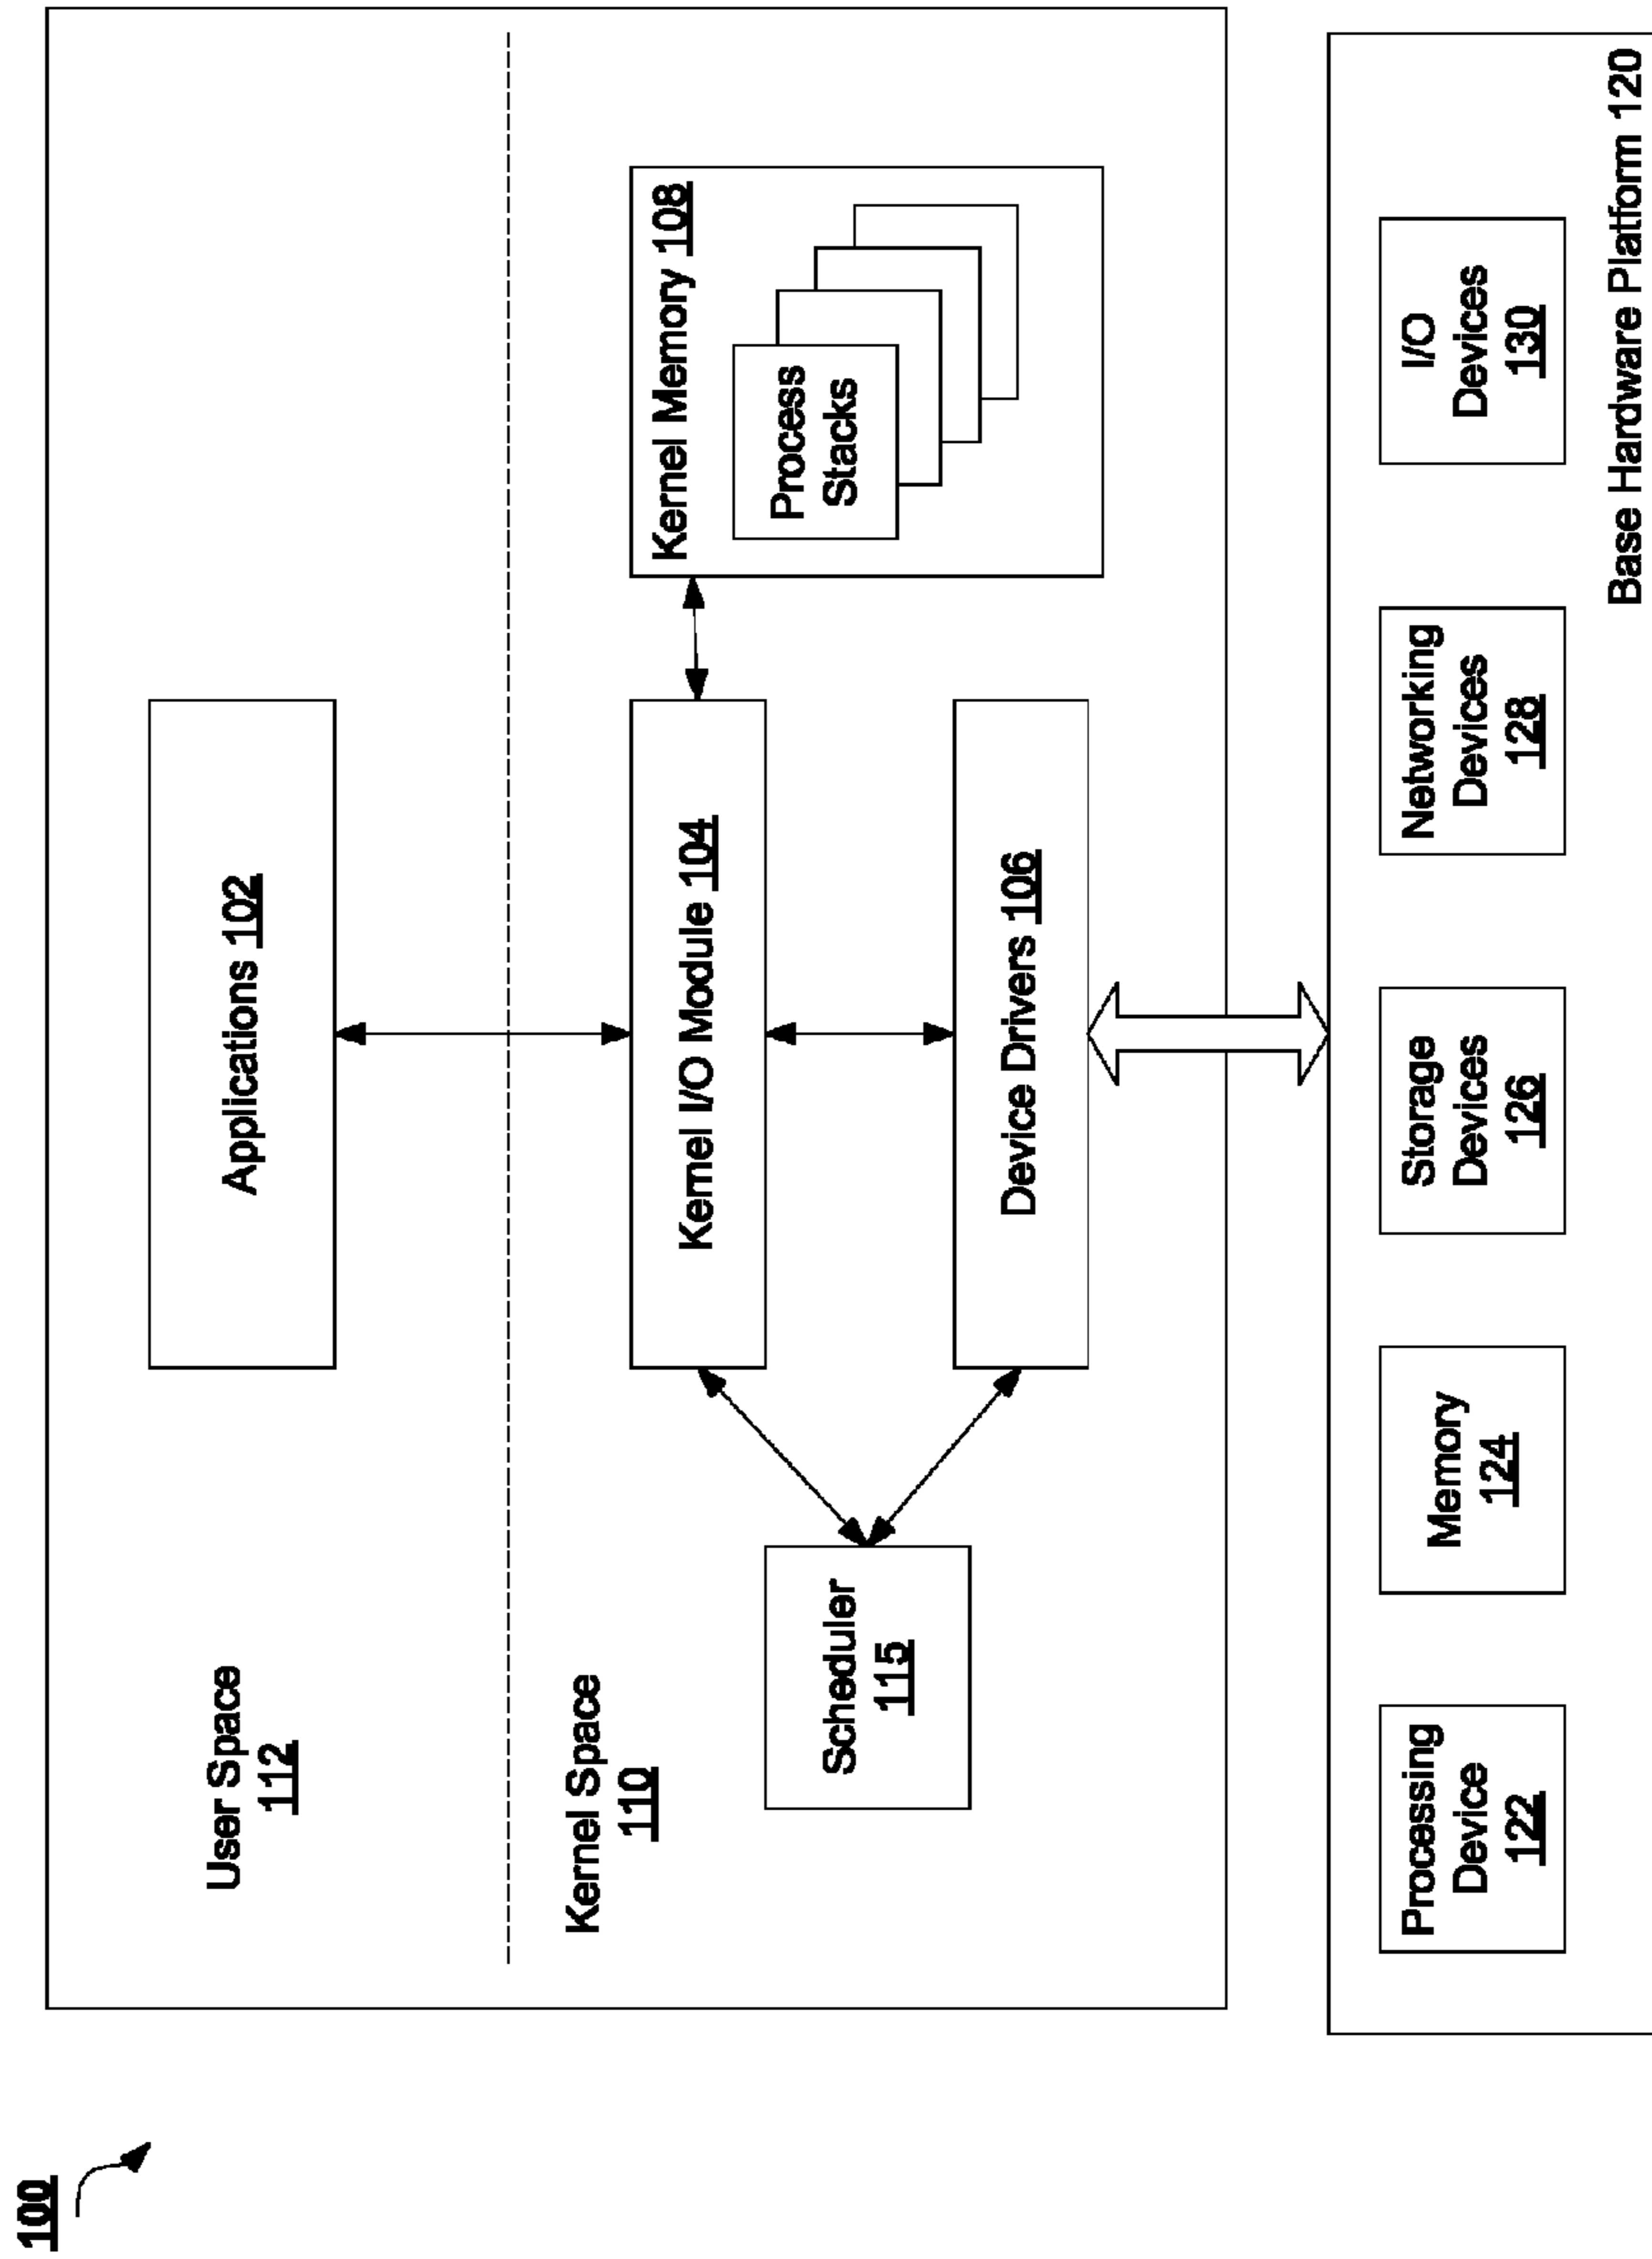 100
User Space
112
Applications 102
Kernel Space
110
Kernel I/O Module 104
Kernel Memory 108
Process
Stacks
Scheduler
115
Device Drivers 106
Processing
Device
122
Memory
124
Storage
Devices
126
Networking
Devices
128
I/O
Devices
130
Base Hardware Platform 120